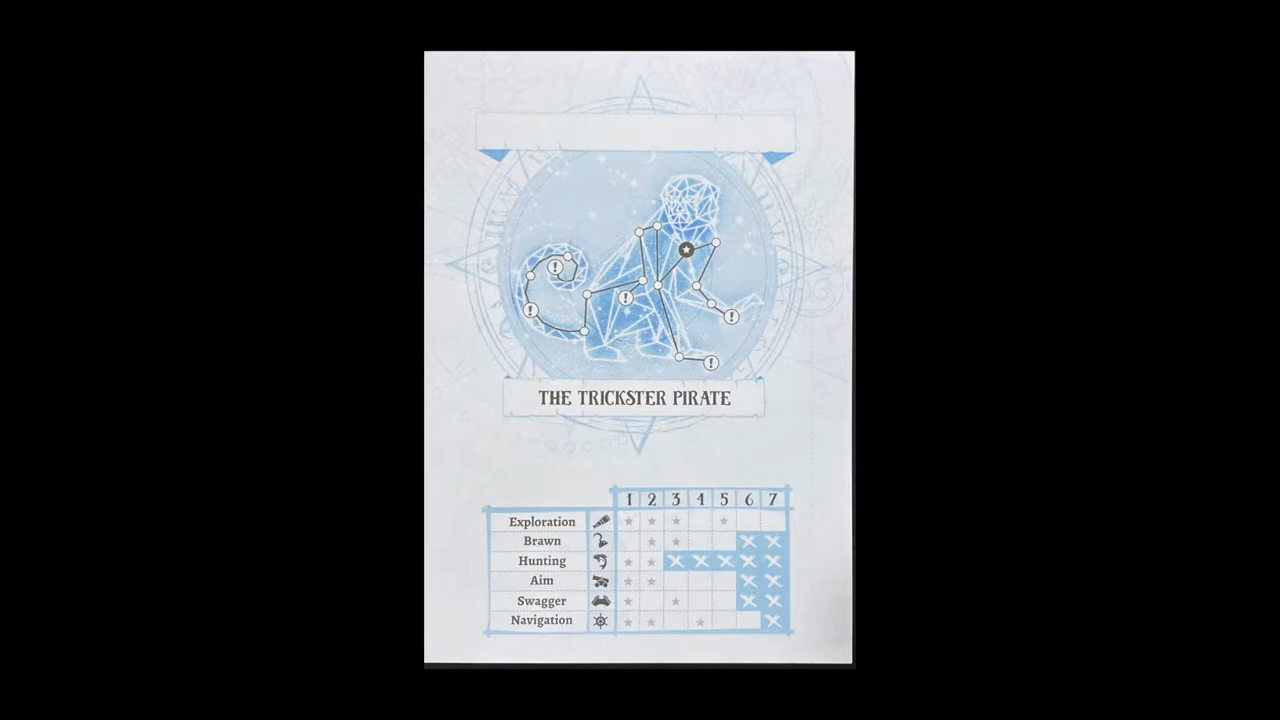 !
!
!
!
!
THE TRICKSTER PIRATE
1 2 3 4 5 6 7
Exploration
Brawn
Hunting
Aim
Swagger
Navigation